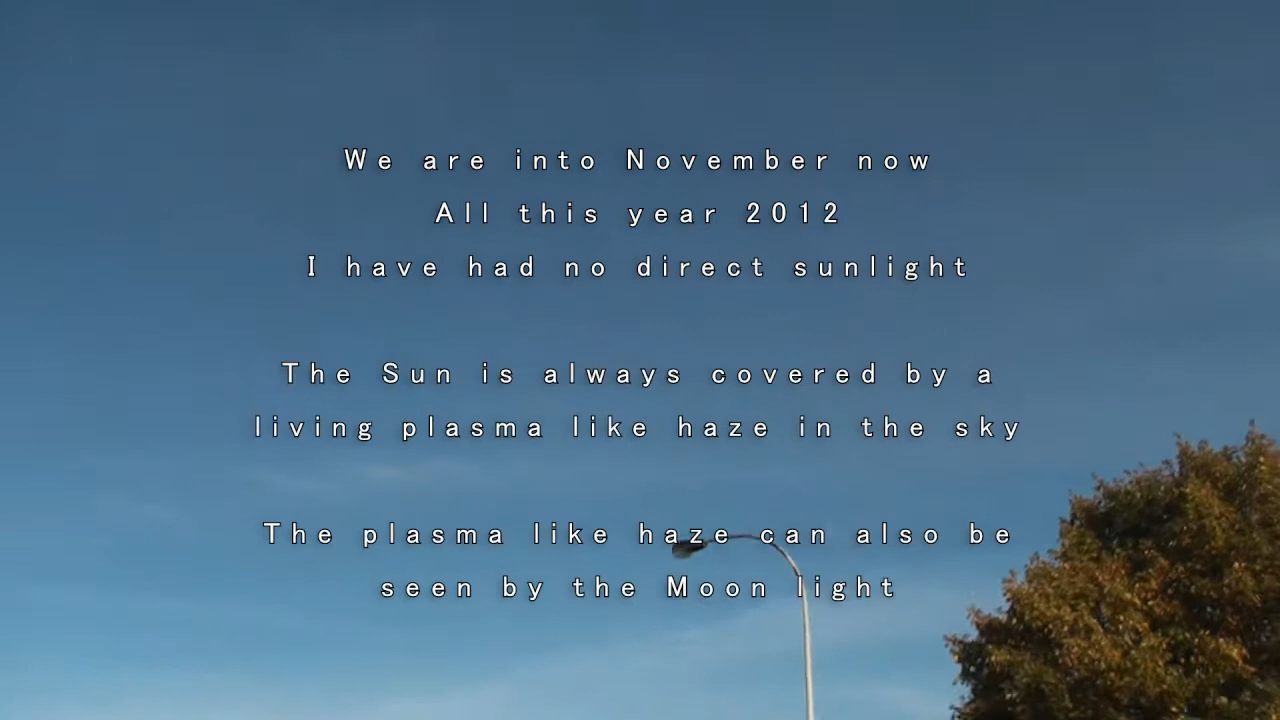 We are into November now
All this year 2012
I have had no direct sunlight
The Sun is always covered by a
living plasma like haze in the sky
The plasma like haze can also be
seen by the Moon light